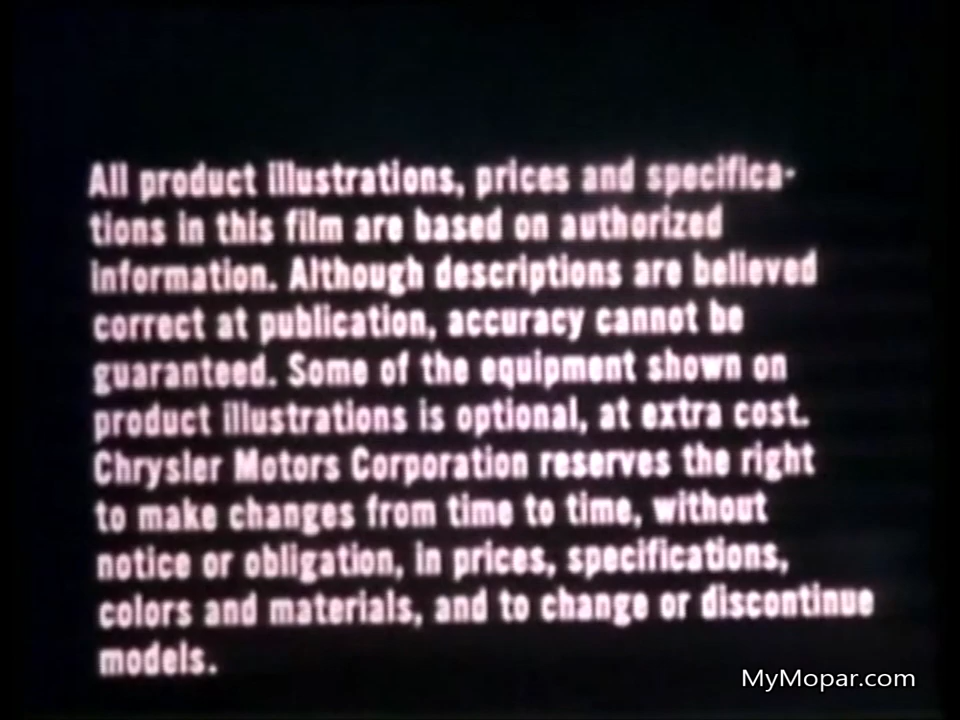 All product illustrations, prices and specifica-
tions in this film are based on authorized
information. Although descriptions are believed
correct at publication, accuracy cannot be
guaranteed. Some of the equipment shown on
product illustrations is optional, at extra cost.
Chrysler Motors Corporation reserves the right
to make changes from time to time, without
notice or obligation, in prices, specifications,
colors and materials, and to change or discontinue
models.
MyMopar.com